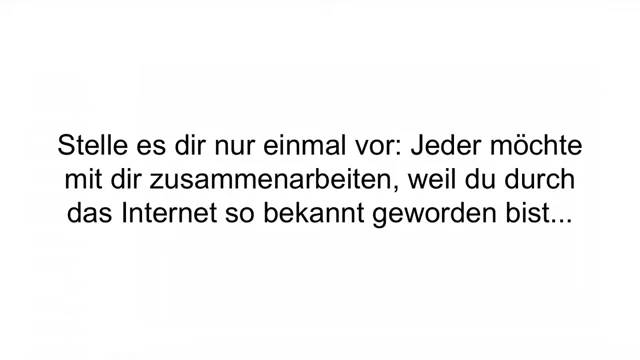 Stelle es dir nur einmal vor: Jeder möchte
mit dir zusammenarbeiten, weil du durch
das Internet so bekannt geworden bist...